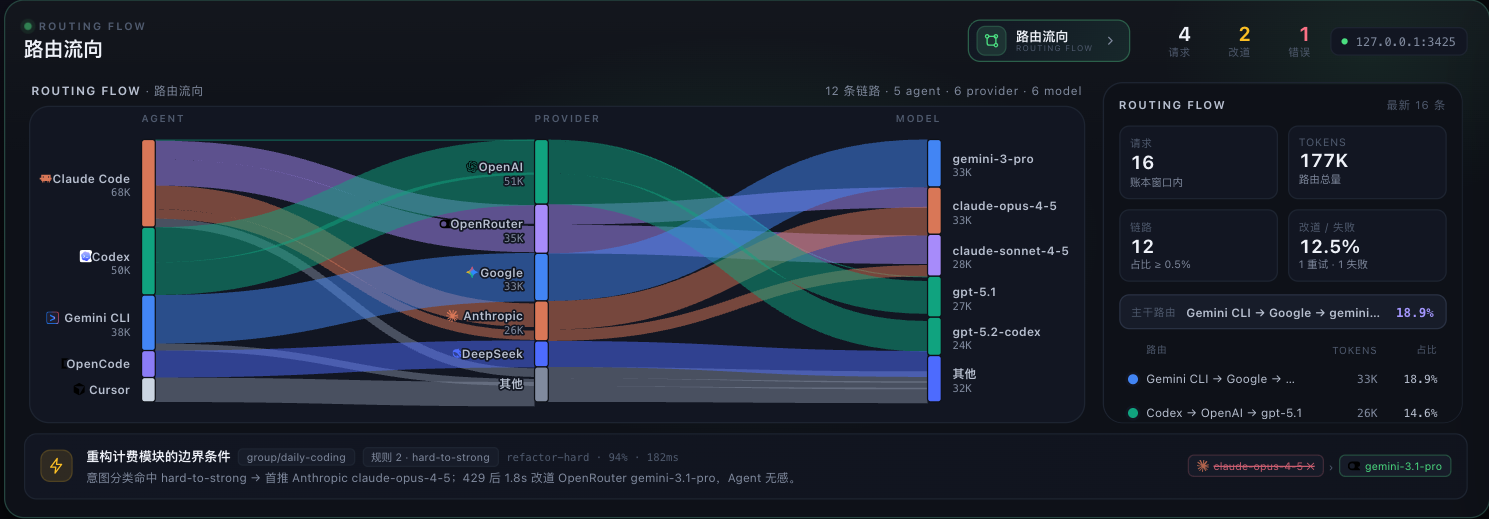 ROUTING FLOW
路由流向
路由流向
ROUTING FLOW
4
请求
2
改道
1
错误
127.0.0.1:3425
ROUTING FLOW · 路由流向
12 条链路 · 5 agent · 6 provider · 6 model
AGENT
PROVIDER
MODEL
Claude Code
68K
Codex
50K
Gemini CLI
38K
OpenCode
Cursor
OpenAI
51K
OpenRouter
35K
Google
33K
Anthropic
26K
DeepSeek
其他
gemini-3-pro
33K
claude-opus-4-5
33K
claude-sonnet-4-5
28K
gpt-5.1
27K
gpt-5.2-codex
24K
其他
32K
ROUTING FLOW
最新 16 条
请求
16
账本窗口内
TOKENS
177K
路由总量
链路
12
占比 ≥ 0.5%
改道 / 失败
12.5%
1 重试 · 1 失败
主干路由 Gemini CLI → Google → gemini... 18.9%
路由 TOKENS 占比
Gemini CLI → Google → ... 33K 18.9%
Codex → OpenAI → gpt-5.1 26K 14.6%
重构计费模块的边界条件 group/daily-coding 规则 2 · hard-to-strong refactor-hard · 94% · 182ms
意图分类命中 hard-to-strong → 首推 Anthropic claude-opus-4-5；429 后 1.8s 改道 OpenRouter gemini-3.1-pro，Agent 无感。
claude-opus-4-5 ✕ › gemini-3.1-pro